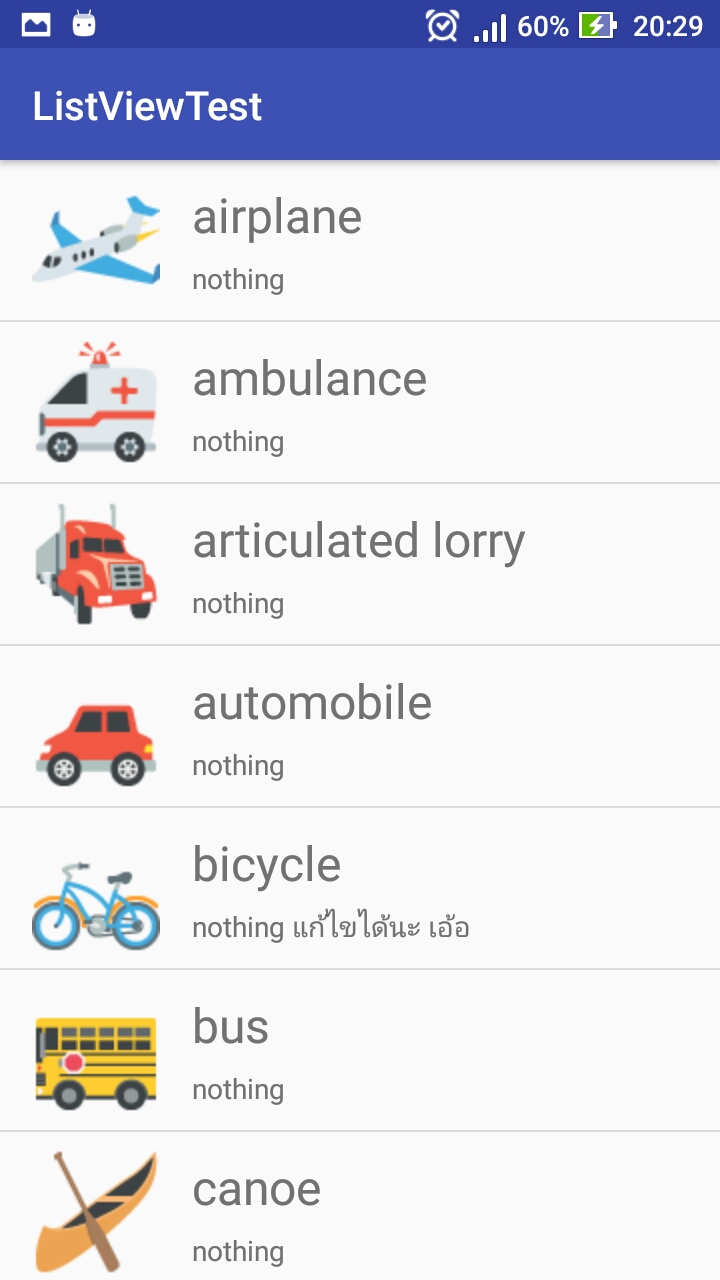 60% 20:29
ListViewTest
airplane
nothing
ambulance
nothing
articulated lorry
nothing
automobile
nothing
bicycle
nothing แก้ไขได้นะ เอ้อ
bus
nothing
canoe
nothing